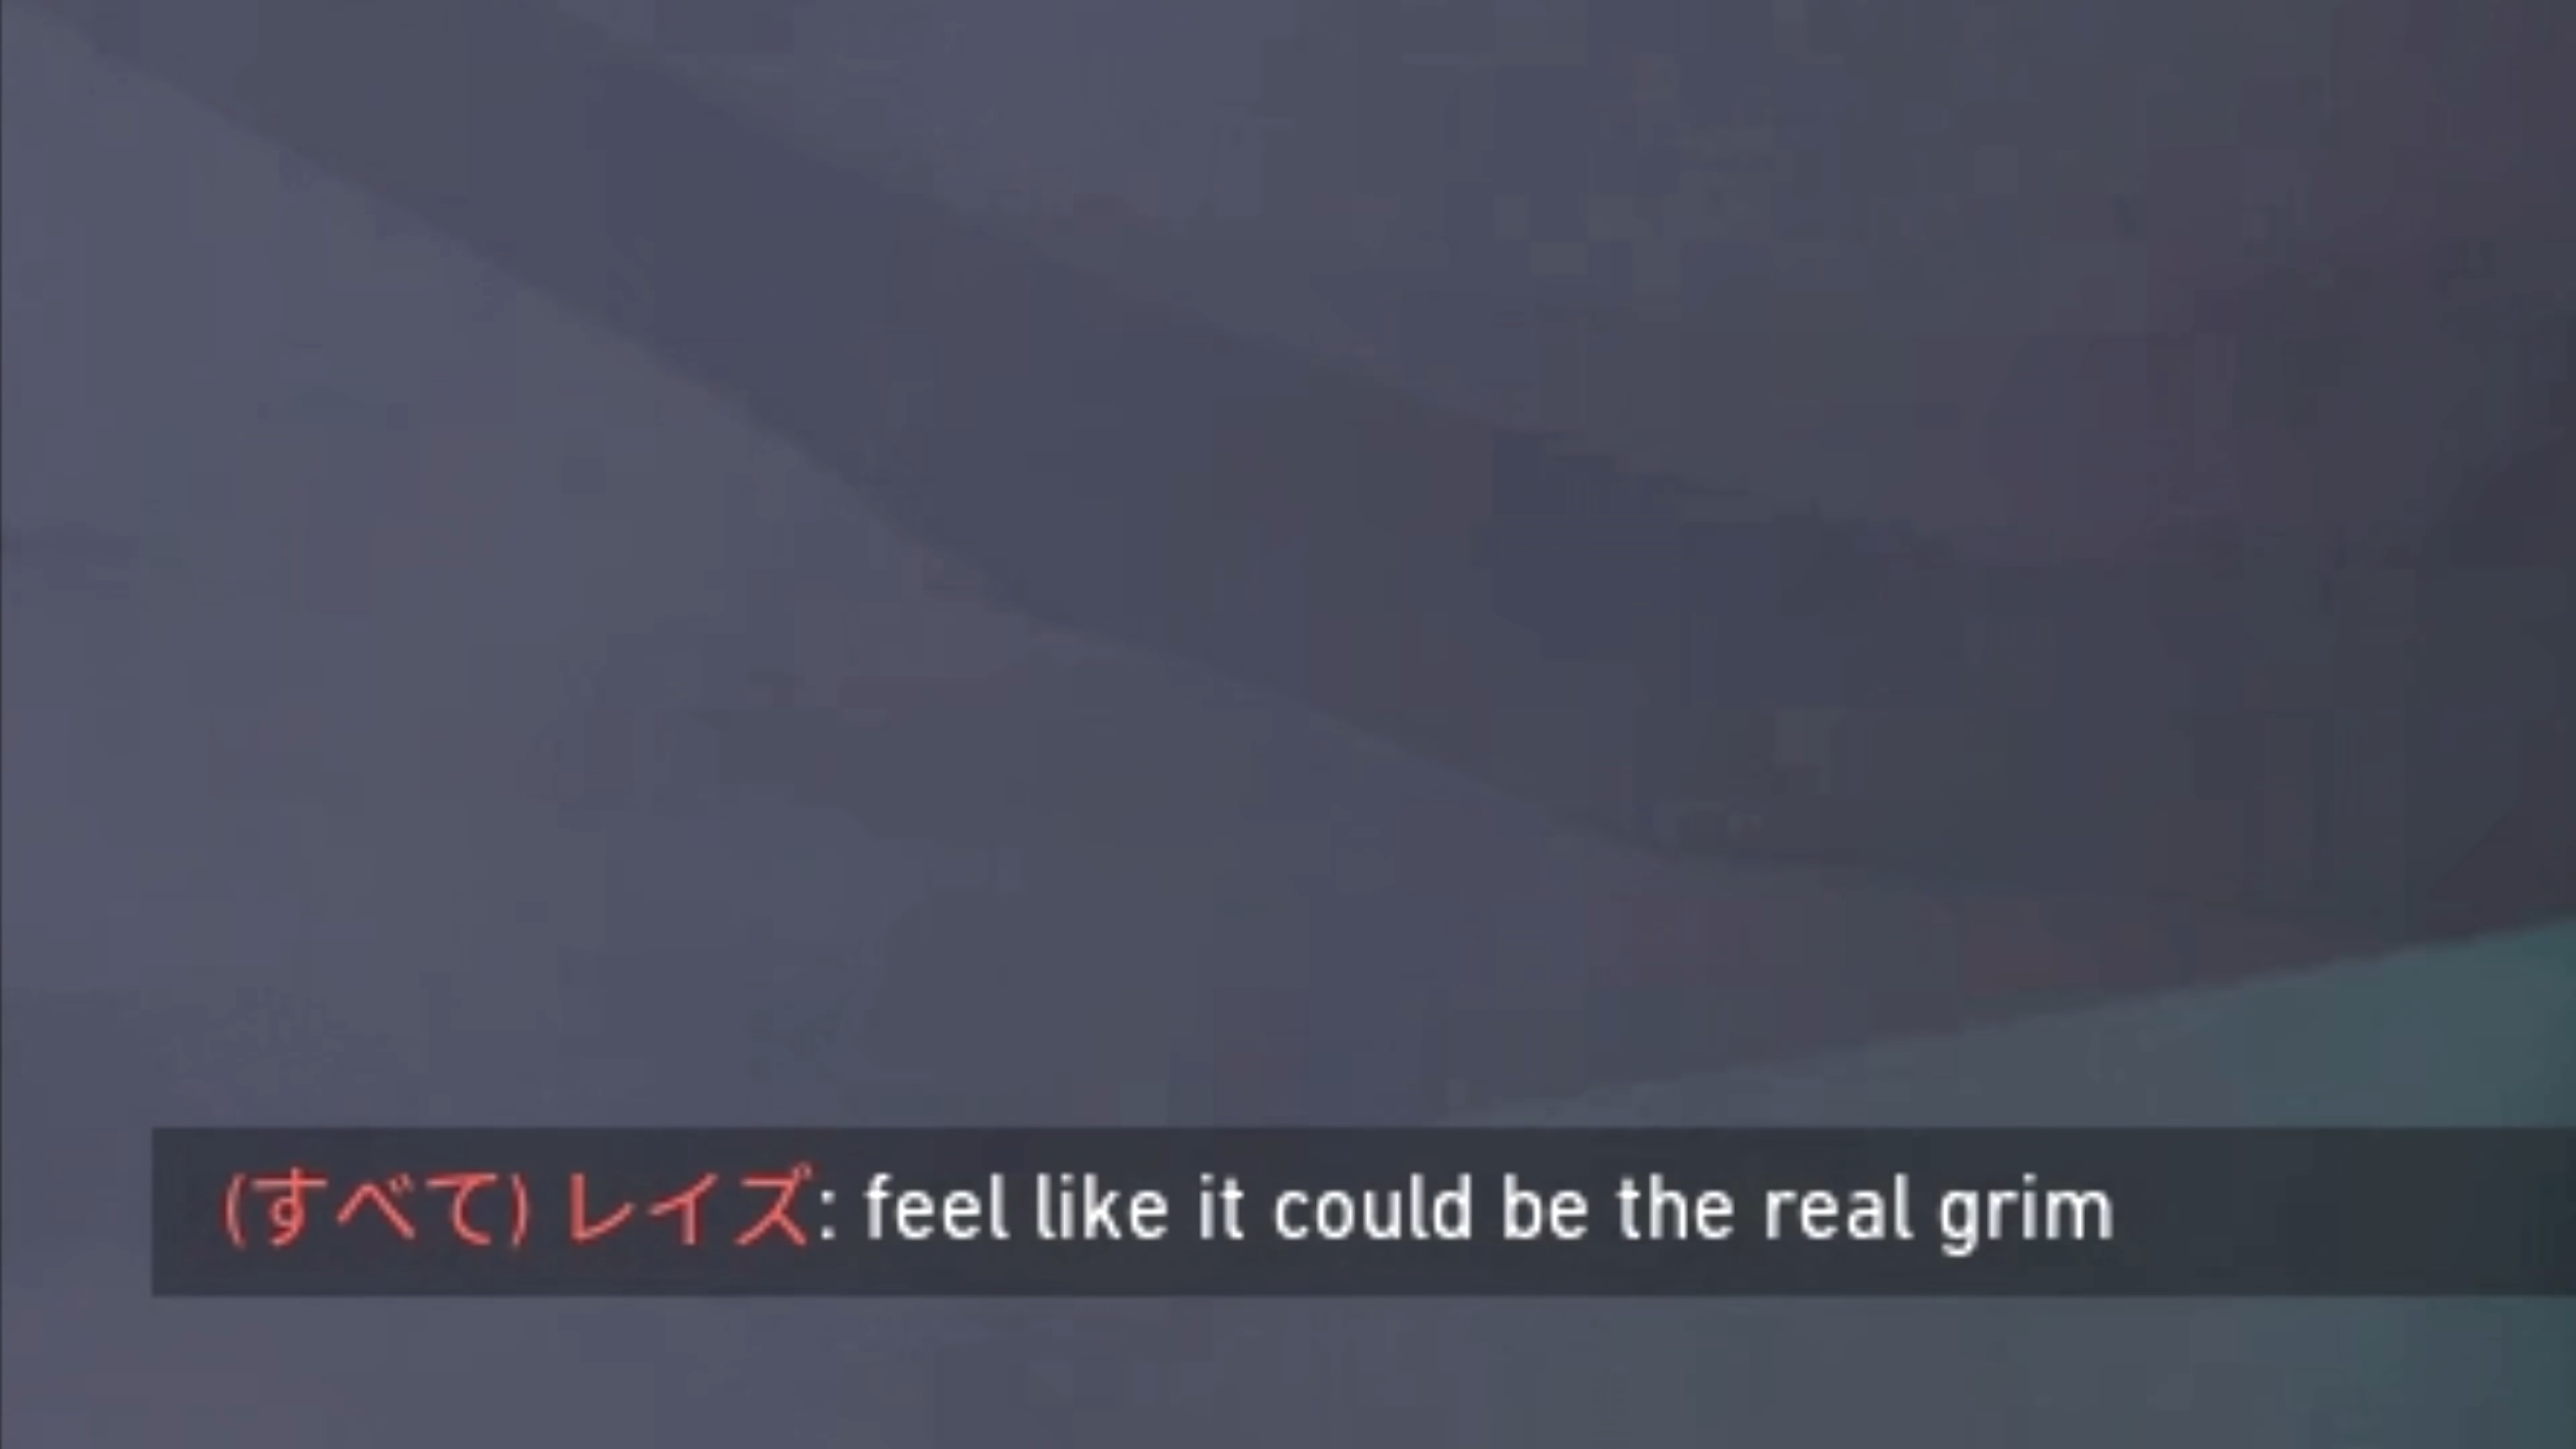 (すべて) レイズ: feel like it could be the real grim